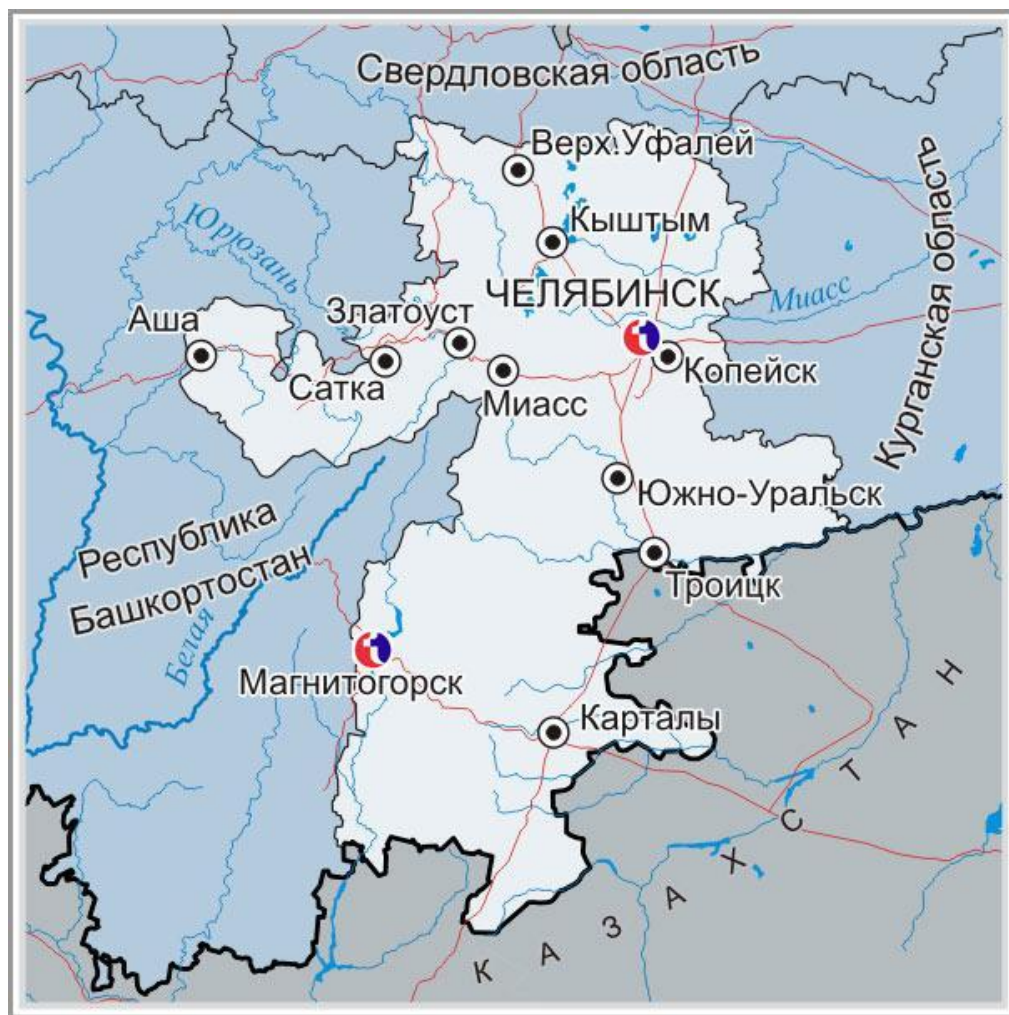 Свердловская область
Верх.Уфалей
Курганская область
Кыштым
Юрюзань
ЧЕЛЯБИНСК
Миасс
Аша
Златоуст
Сатка
Миасс
Копейск
Южно-Уральск
Республика
Башкортостан
Троицк
Белая
Магнитогорск
Карталы
КАЗАХСТАН